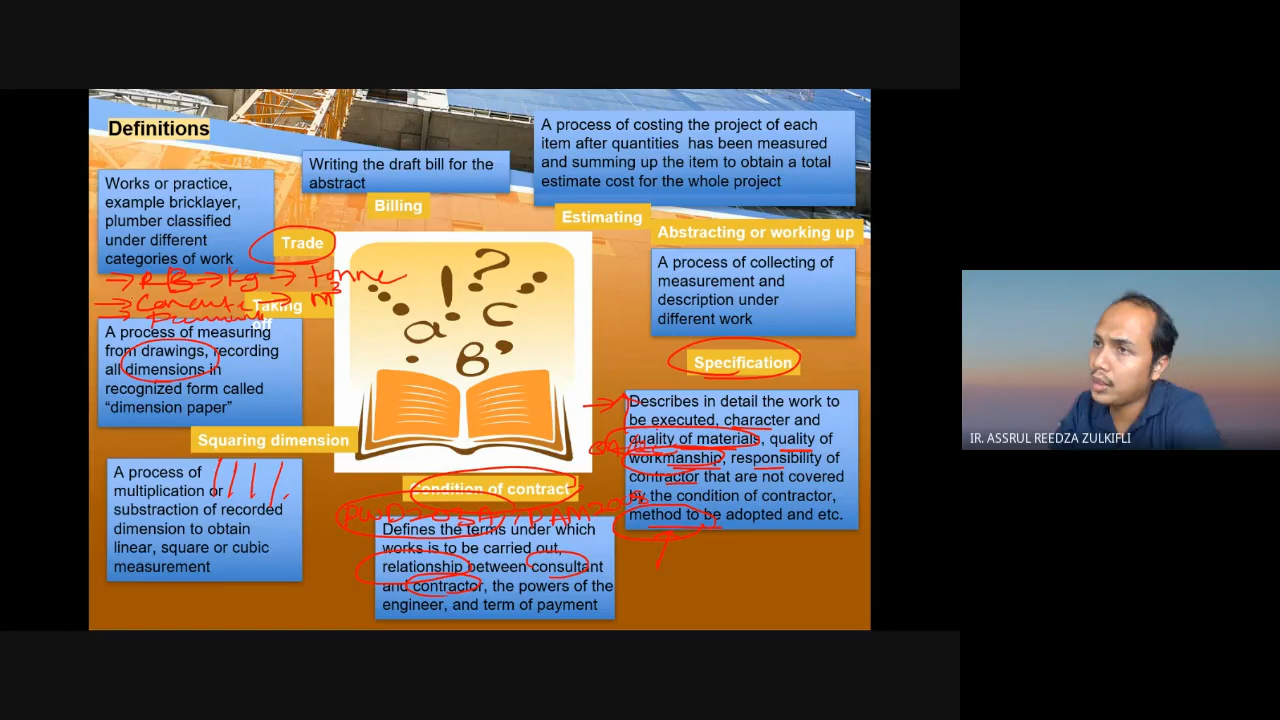 Definitions
Works or practice,
example bricklayer,
plumber classified
under different
categories of work
Trade
Writing the draft bill for the
abstract
Billing
A process of costing the project of each
item after quantities has been measured
and summing up the item to obtain a total
estimate cost for the whole project
Estimating
Abstracting or working up
A process of collecting of
measurement and
description under
different work
→ kg → tonne
→ m3
Taking
off
A process of measuring
from drawings, recording
all dimensions in
recognized form called
“dimension paper”
Squaring dimension
A process of
multiplication or
substraction of recorded
dimension to obtain
linear, square or cubic
measurement
! ? a c B
Specification
Describes in detail the work to
be executed, character and
quality of materials, quality of
workmanship, responsibility of
contractor that are not covered
by the condition of contractor,
method to be adopted and etc.
Condition of contract
PWD 203A, PAM
Defines the terms under which
works is to be carried out,
relationship between consultant
and contractor, the powers of the
engineer, and term of payment
IR. ASSRUL REEDZA ZULKIFLI